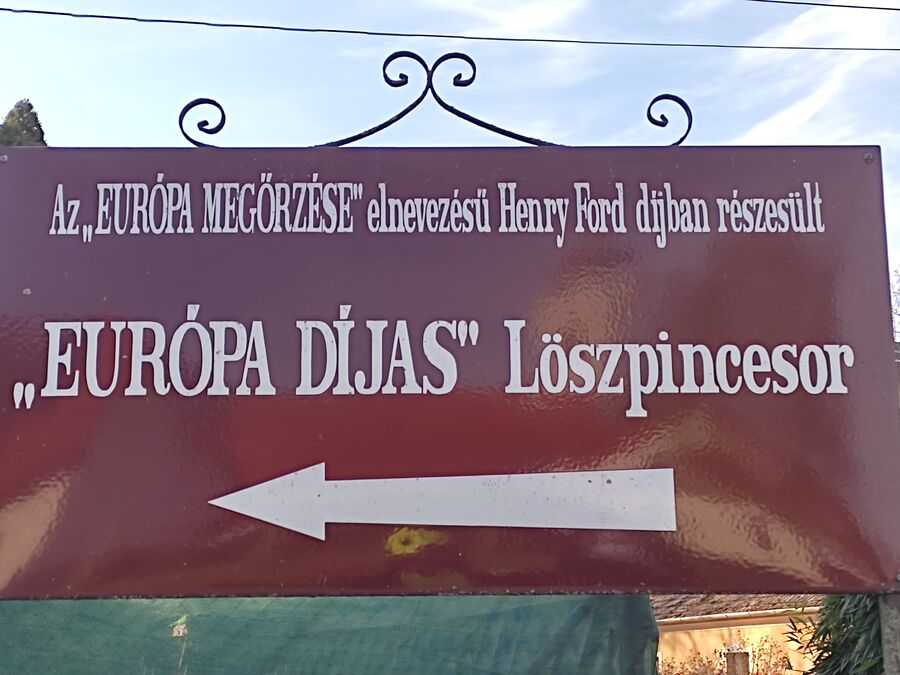 Az „EURÓPA MEGŐRZÉSE" elnevezésű Henry Ford díjban részesült
„EURÓPA DÍJAS" Löszpincesor